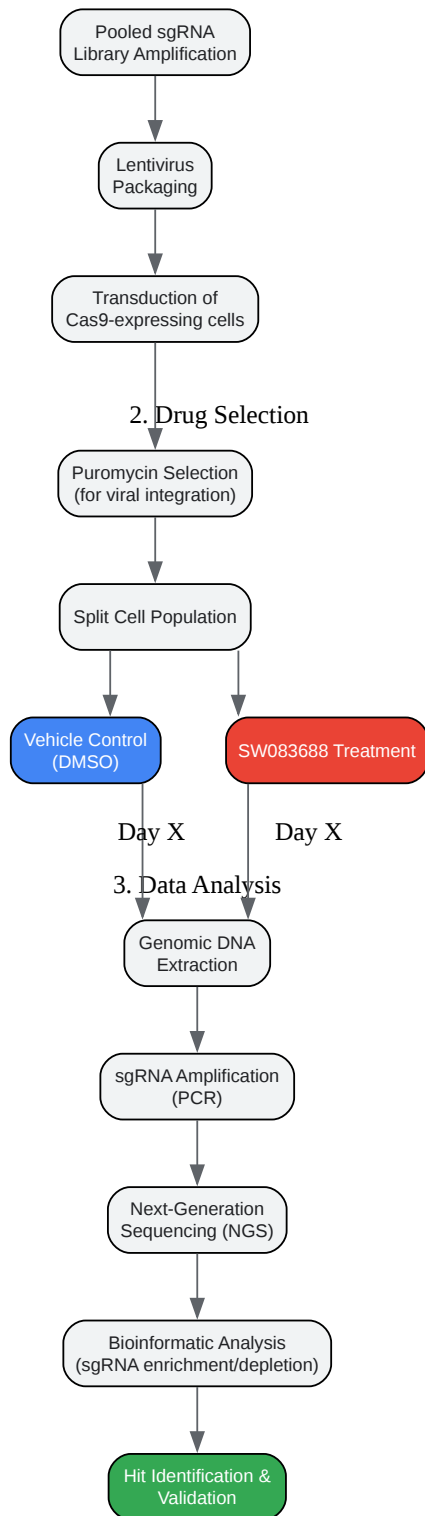 Pooled sgRNA
Library Amplification
Lentivirus
Packaging
Transduction of
Cas9-expressing cells
2. Drug Selection
Puromycin Selection
(for viral integration)
Split Cell Population
Vehicle Control
(DMSO)
SW083688 Treatment
Day X
Day X
3. Data Analysis
Genomic DNA
Extraction
sgRNA Amplification
(PCR)
Next-Generation
Sequencing (NGS)
Bioinformatic Analysis
(sgRNA enrichment/depletion)
Hit Identification &
Validation